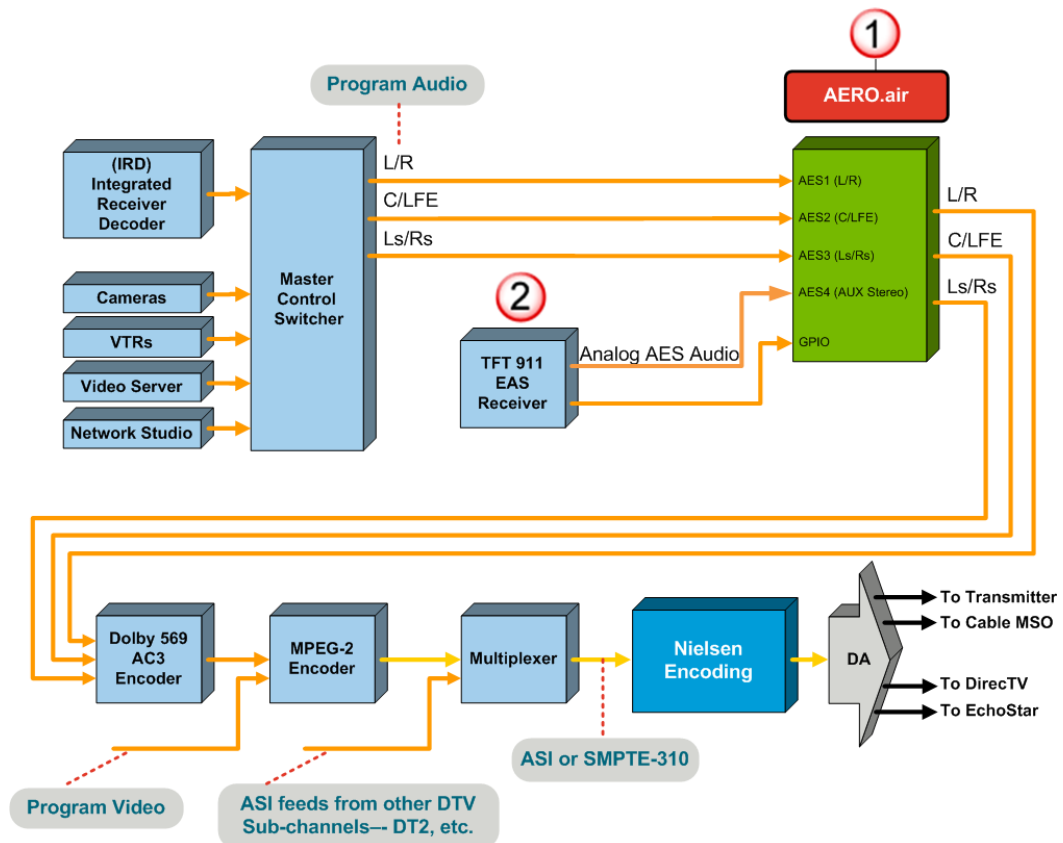 1
AERO.air
Program Audio
(IRD)
Integrated
Receiver
Decoder
L/R
C/LFE
Ls/Rs
AES1 (L/R)
AES2 (C/LFE)
AES3 (Ls/Rs)
AES4 (AUX Stereo)
GPIO
L/R
C/LFE
Ls/Rs
Master
Control
Switcher
Cameras
VTRs
Video Server
Network Studio
2
TFT 911
EAS
Receiver
Analog AES Audio
Dolby 569
AC3
Encoder
MPEG-2
Encoder
Multiplexer
Nielsen
Encoding
DA
To Transmitter
To Cable MSO
To DirecTV
To EchoStar
Program Video
ASI feeds from other DTV
Sub-channels–- DT2, etc.
ASI or SMPTE-310